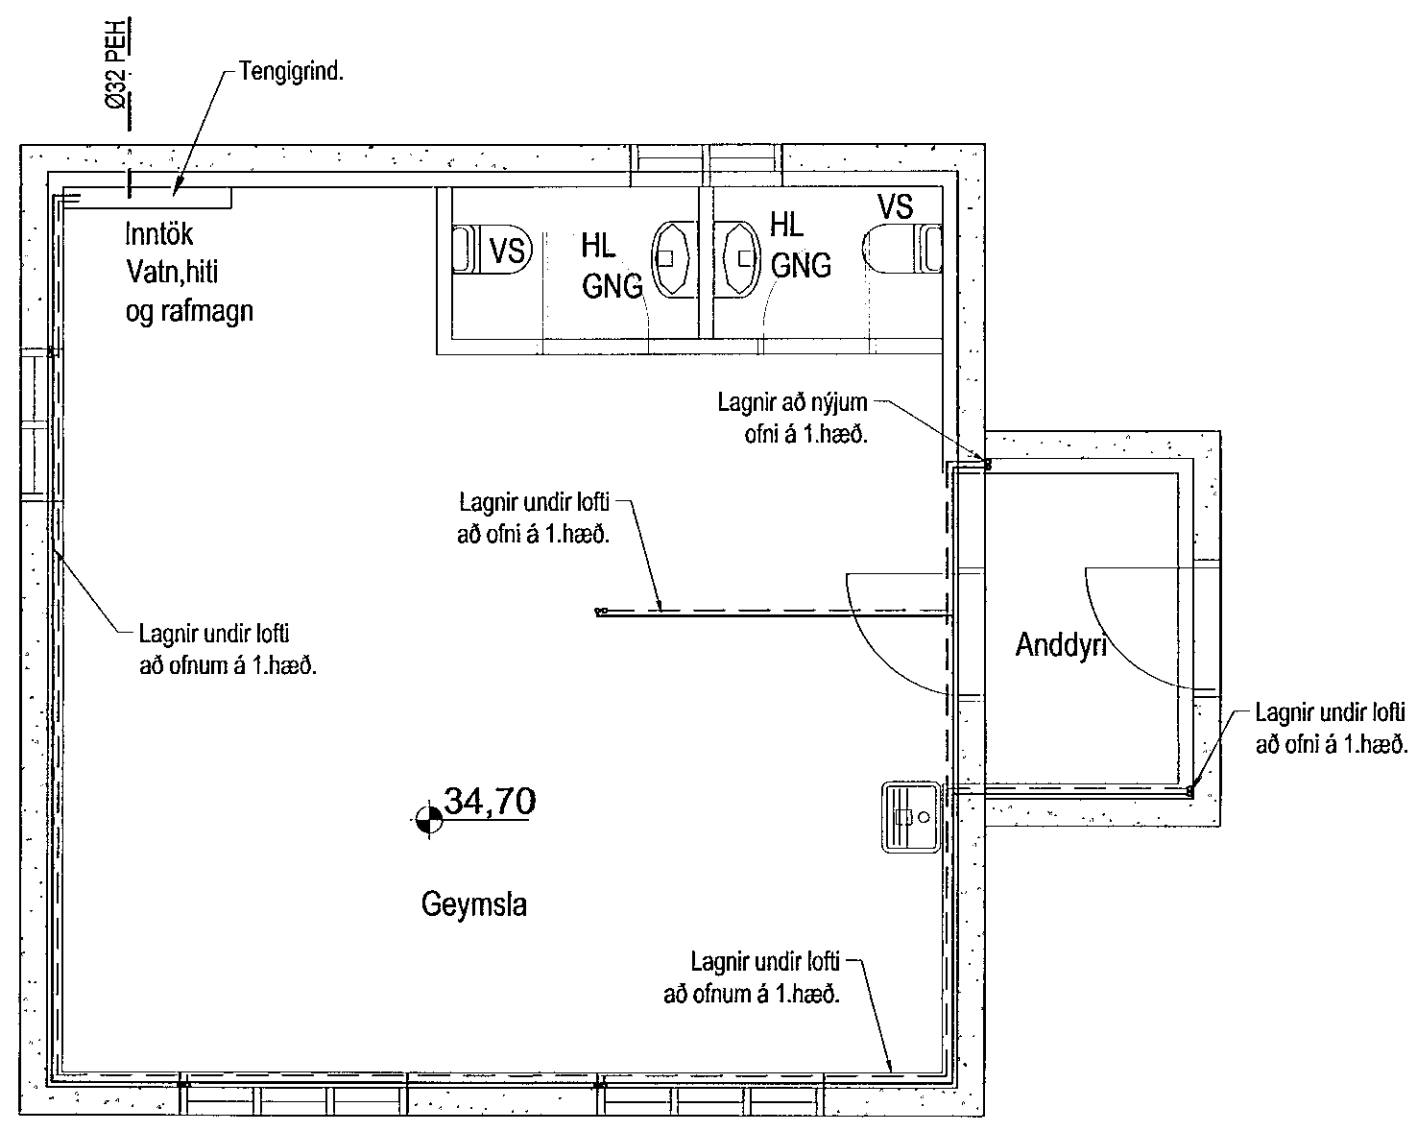 Ø32 PEH
Tengigrind.
Inntök
Vatn,hiti
og rafmagn
VS
HL
GNG
HL
GNG
VS
Lagnir að nýjum
ofni á 1.hæð.
Lagnir undir lofti
að ofni á 1.hæð.
Lagnir undir lofti
að ofnum á 1.hæð.
Anddyri
Lagnir undir lofti
að ofni á 1.hæð.
34,70
Geymsla
Lagnir undir lofti
að ofnum á 1.hæð.